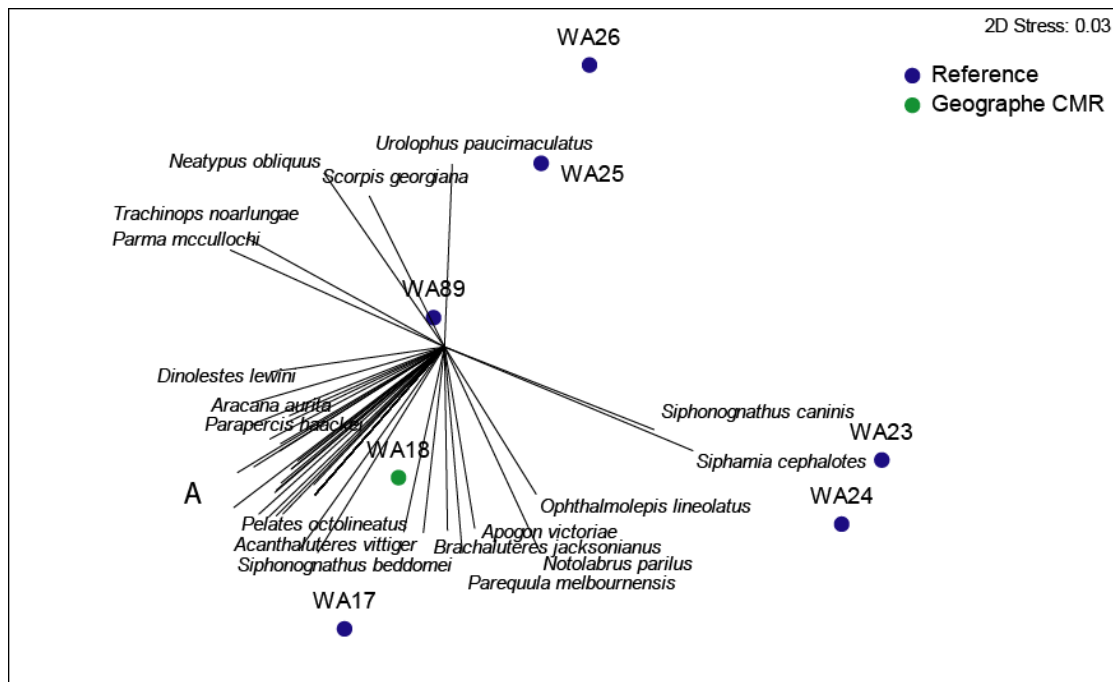 2D Stress: 0.03
WA26
Reference
Geographe CMR
Urolophus paucimaculatus
Neatypus obliquus
WA25
Scorpis georgiana
Trachinops noarlungae
Parma mccullochi
WA89
Dinolestes lewini
Aracana aurita
Siphonognathus caninis
Parapercis haackei
WA23
WA18
Siphamia cephalotes
A
WA24
Ophthalmolepis lineolatus
Pelates octolineatus
Apogon victoriae
Acanthaluteres vittiger
Brachaluteres jacksonianus
Siphonognathus beddomei
Notolabrus parilus
Parequula melbournensis
WA17